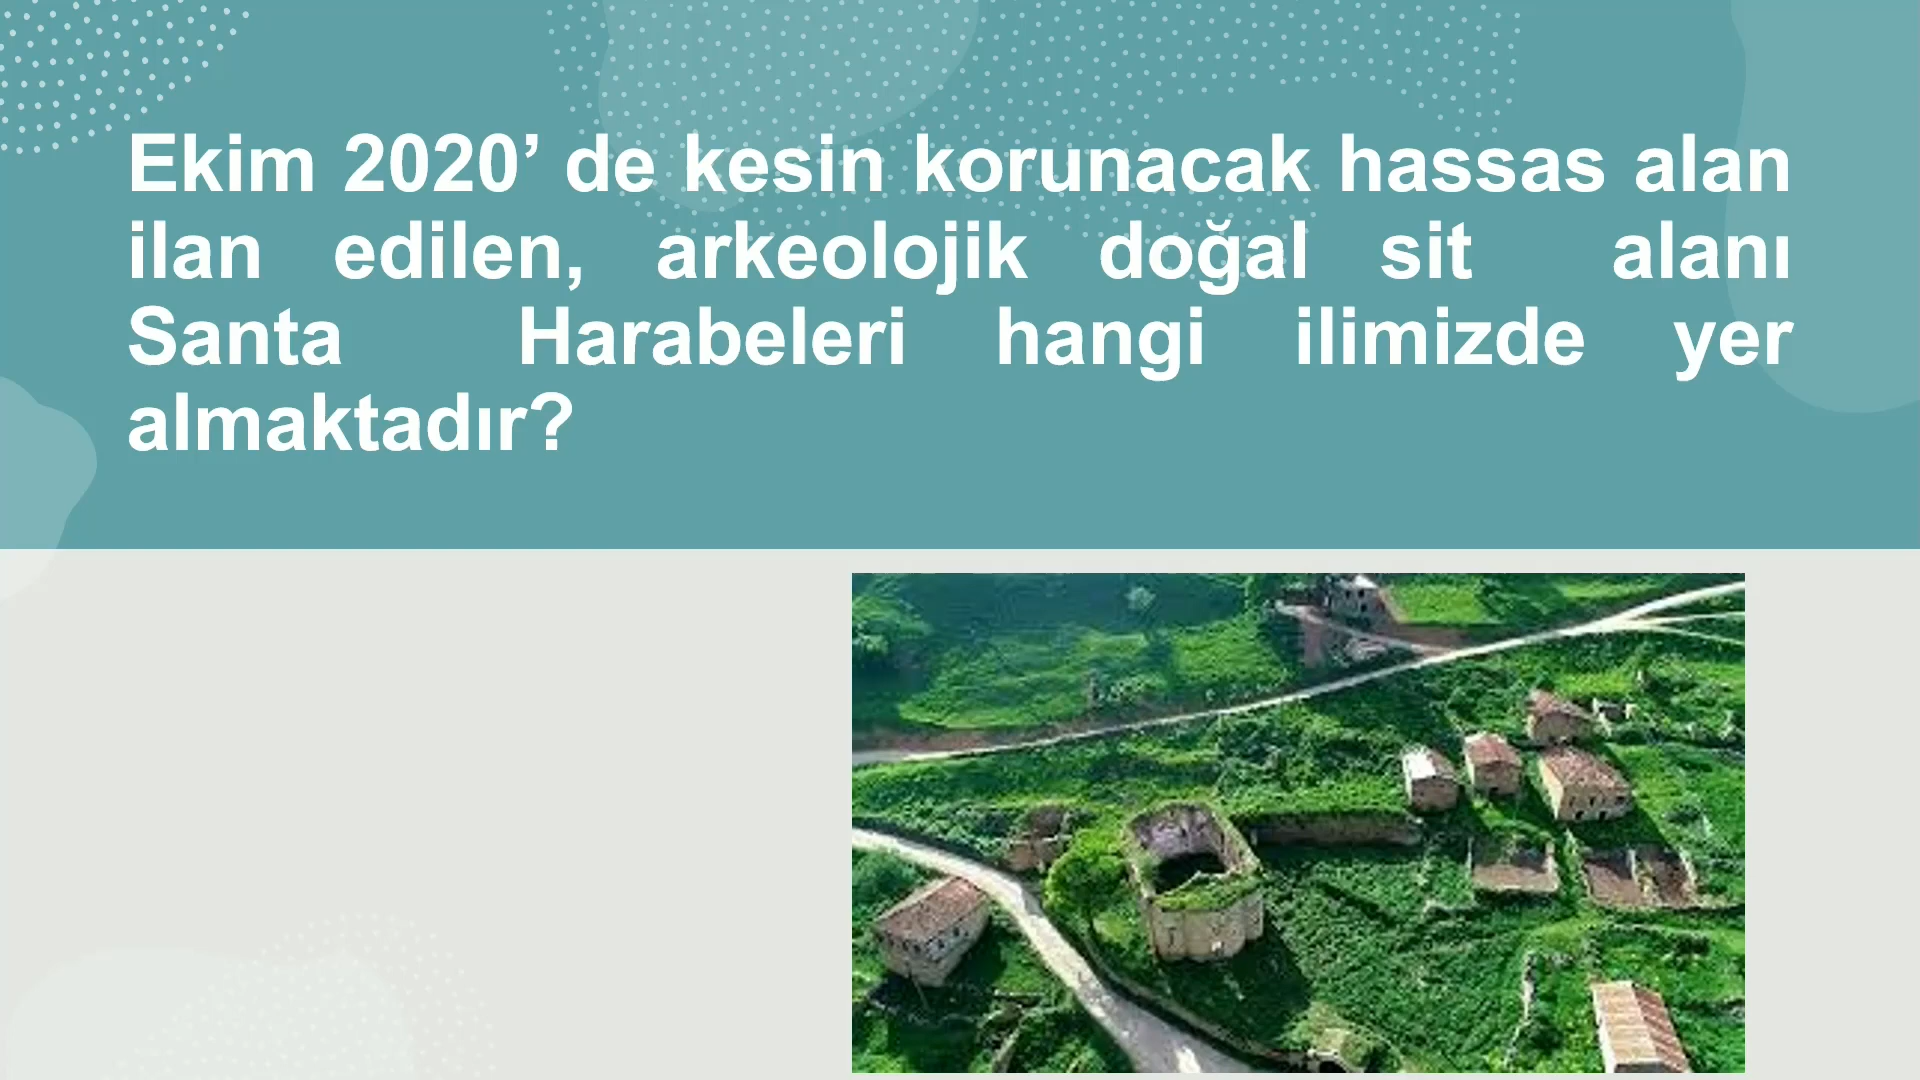 Ekim 2020’ de kesin korunacak hassas alan
ilan edilen, arkeolojik doğal sit alanı
Santa Harabeleri hangi ilimizde yer
almaktadır?